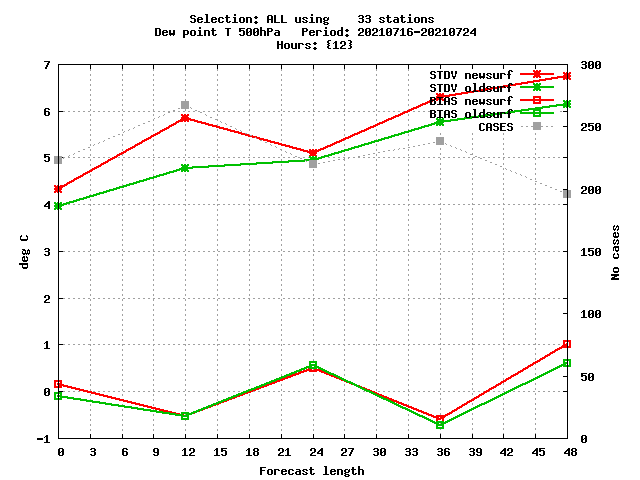 Selection: ALL using    33 stations
Dew point T 500hPa   Period: 20210716-20210724
Hours: {12}
STDV newsurf
STDV oldsurf
BIAS newsurf
BIAS oldsurf
CASES
7
6
5
4
3
2
1
0
-1
deg C
300
250
200
150
100
50
0
No cases
0 3 6 9 12 15 18 21 24 27 30 33 36 39 42 45 48
Forecast length